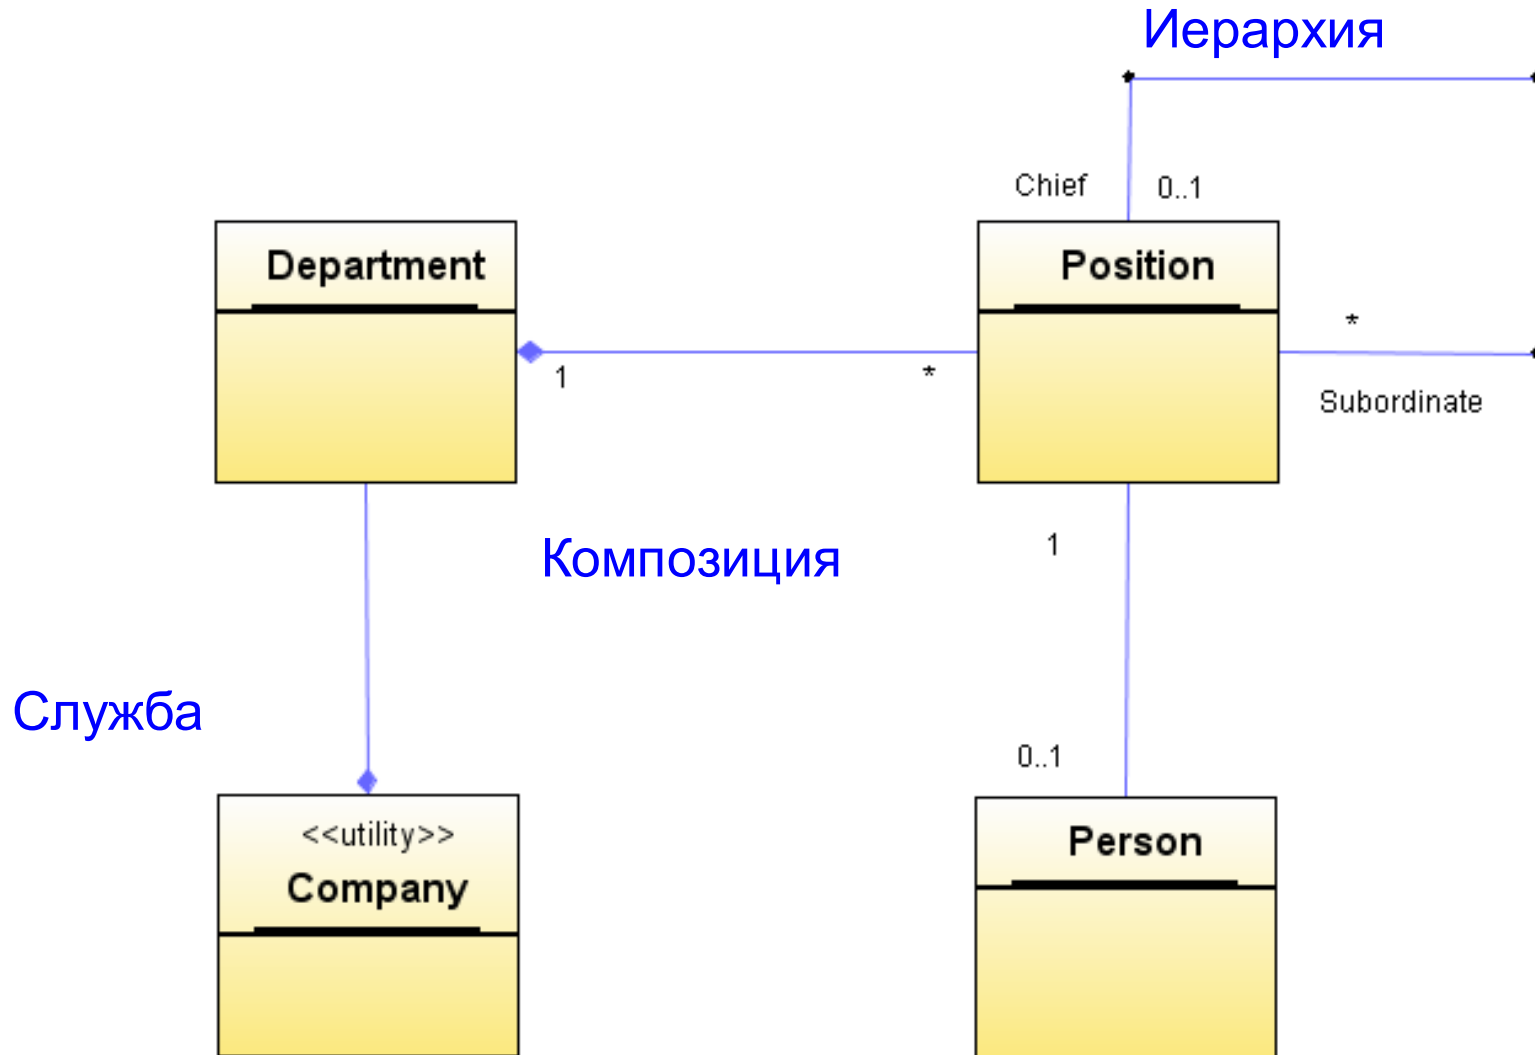 Иерархия
Chief 0..1
Department
Position
*
1
*
Subordinate
1
Композиция
Служба
0..1
<<utility>>
Company
Person